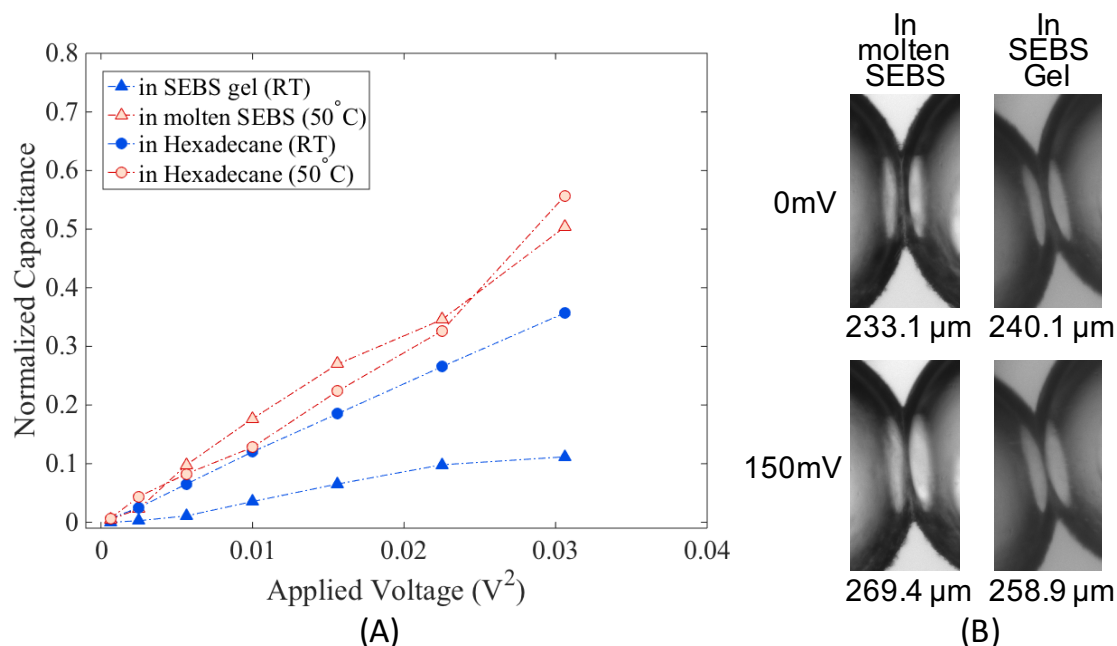 0.8
0.7
0.6
0.5
0.4
0.3
0.2
0.1
0
Normalized Capacitance
in SEBS gel (RT)
in molten SEBS (50°C)
in Hexadecane (RT)
in Hexadecane (50°C)
0 0.01 0.02 0.03 0.04
Applied Voltage (V²)
(A)
In
molten
SEBS
In
SEBS
Gel
0mV
233.1 µm 240.1 µm
150mV
269.4 µm 258.9 µm
(B)